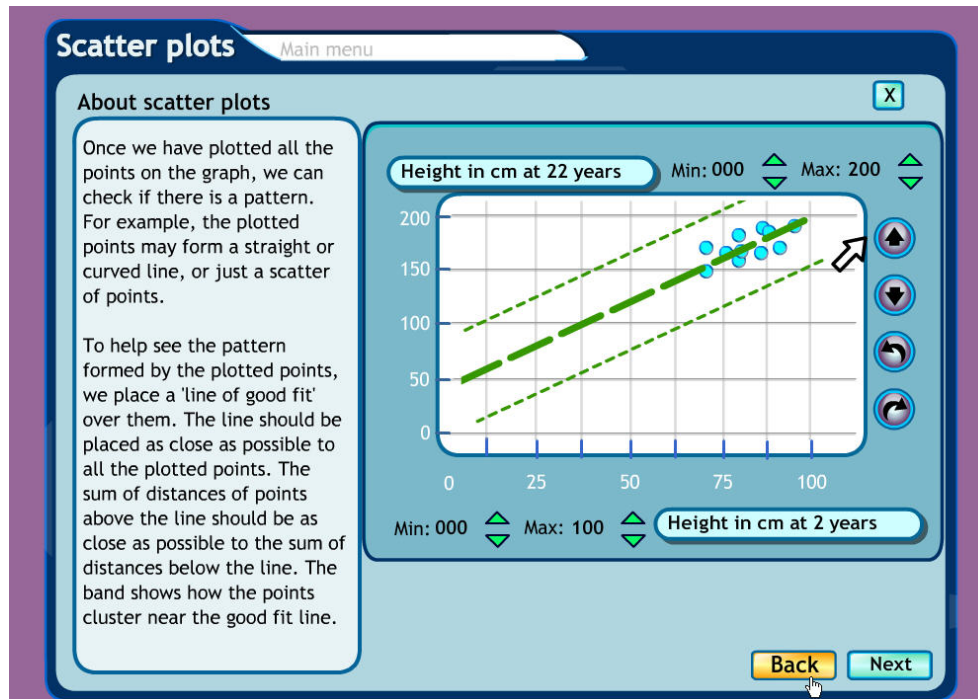 Scatter plots
Main menu
About scatter plots
X
Once we have plotted all the
points on the graph, we can
check if there is a pattern.
For example, the plotted
points may form a straight or
curved line, or just a scatter
of points.
To help see the pattern
formed by the plotted points,
we place a 'line of good fit'
over them. The line should be
placed as close as possible to
all the plotted points. The
sum of distances of points
above the line should be as
close as possible to the sum of
distances below the line. The
band shows how the points
cluster near the good fit line.
Height in cm at 22 years Min: 000 Max: 200
200
150
100
50
0
0 25 50 75 100
Min: 000 Max: 100 Height in cm at 2 years
Back Next